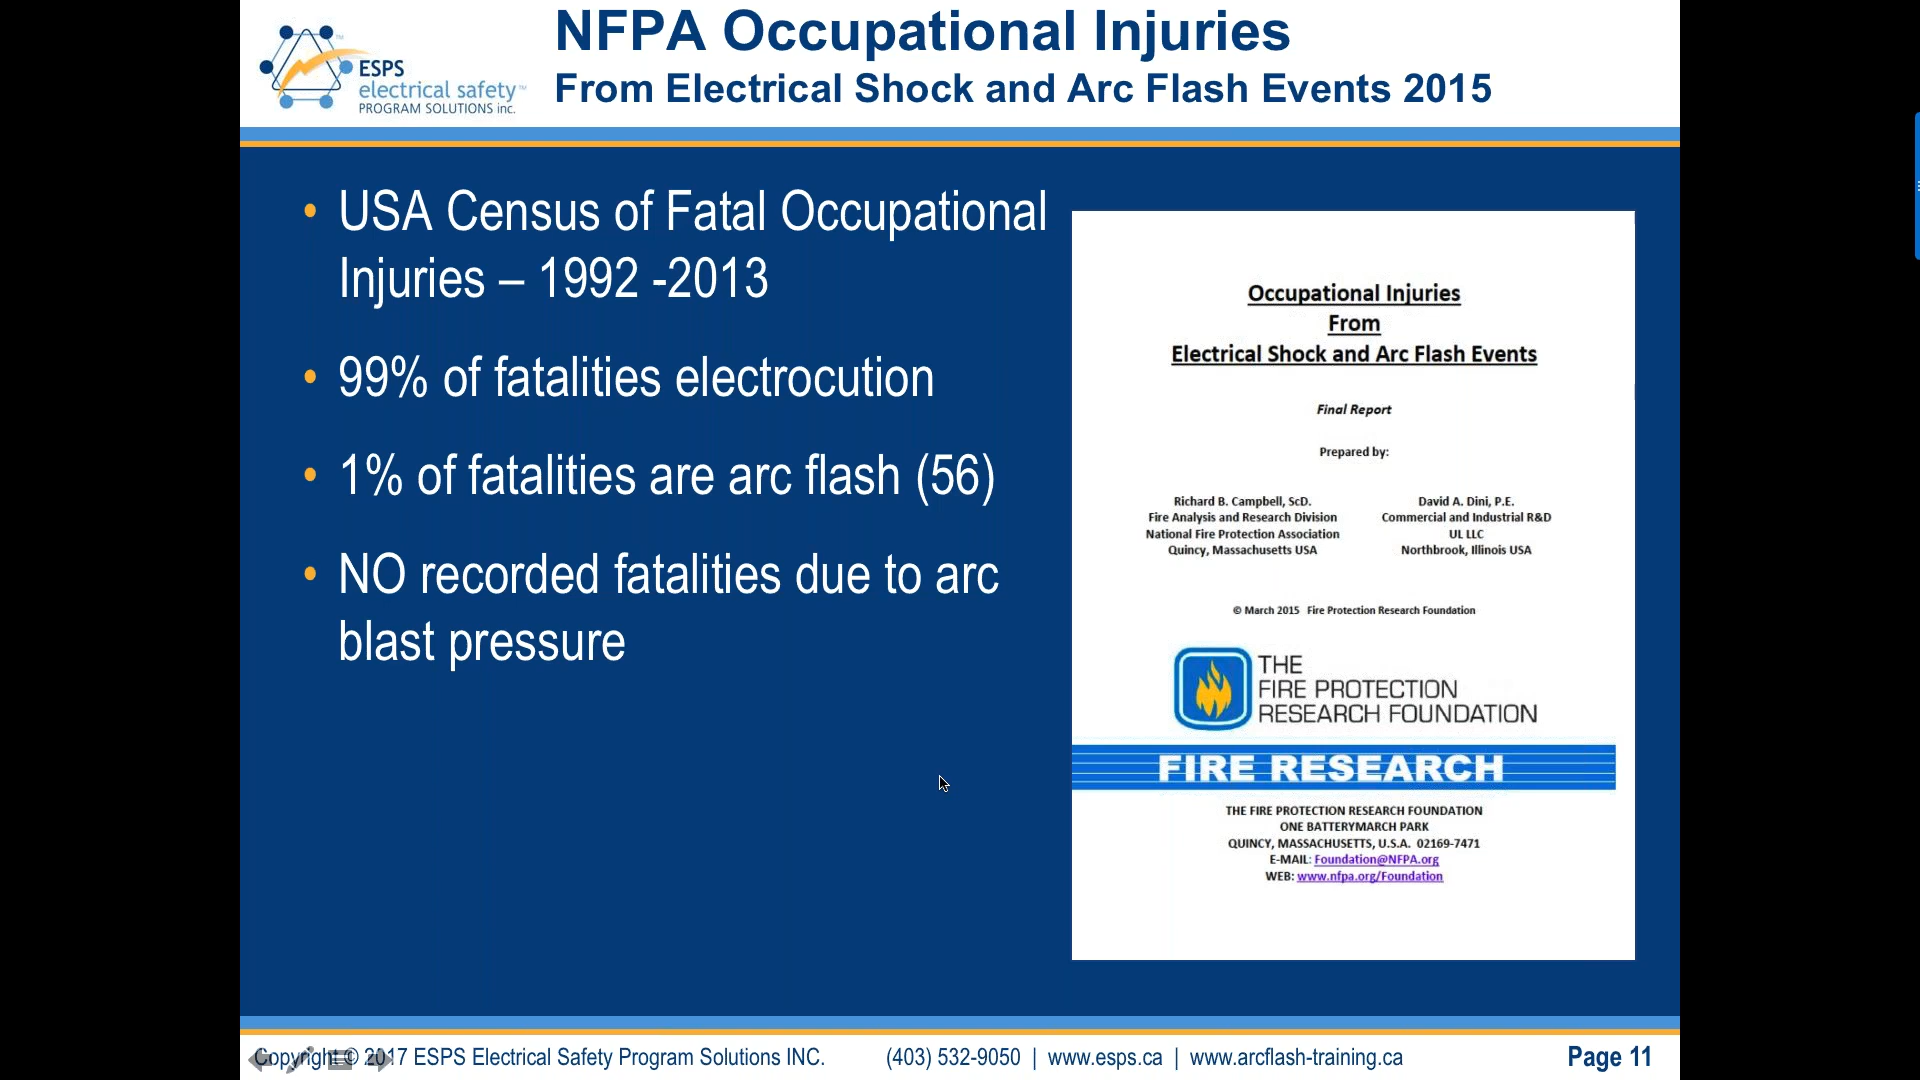 ESPS
electrical safety™
PROGRAM SOLUTIONS inc.
NFPA Occupational Injuries
From Electrical Shock and Arc Flash Events 2015
• USA Census of Fatal Occupational
Injuries – 1992 -2013
• 99% of fatalities electrocution
• 1% of fatalities are arc flash (56)
• NO recorded fatalities due to arc
blast pressure
Occupational Injuries
From
Electrical Shock and Arc Flash Events
Final Report
Prepared by:
Richard B. Campbell, ScD.
Fire Analysis and Research Division
National Fire Protection Association
Quincy, Massachusetts USA
David A. Dini, P.E.
Commercial and Industrial R&D
UL LLC
Northbrook, Illinois USA
© March 2015 Fire Protection Research Foundation
THE
FIRE PROTECTION
RESEARCH FOUNDATION
FIRE RESEARCH
THE FIRE PROTECTION RESEARCH FOUNDATION
ONE BATTERYMARCH PARK
QUINCY, MASSACHUSETTS, U.S.A. 02169-7471
E-MAIL: Foundation@NFPA.org
WEB: www.nfpa.org/Foundation
Copyright © 2017 ESPS Electrical Safety Program Solutions INC.
(403) 532-9050 | www.esps.ca | www.arcflash-training.ca
Page 11